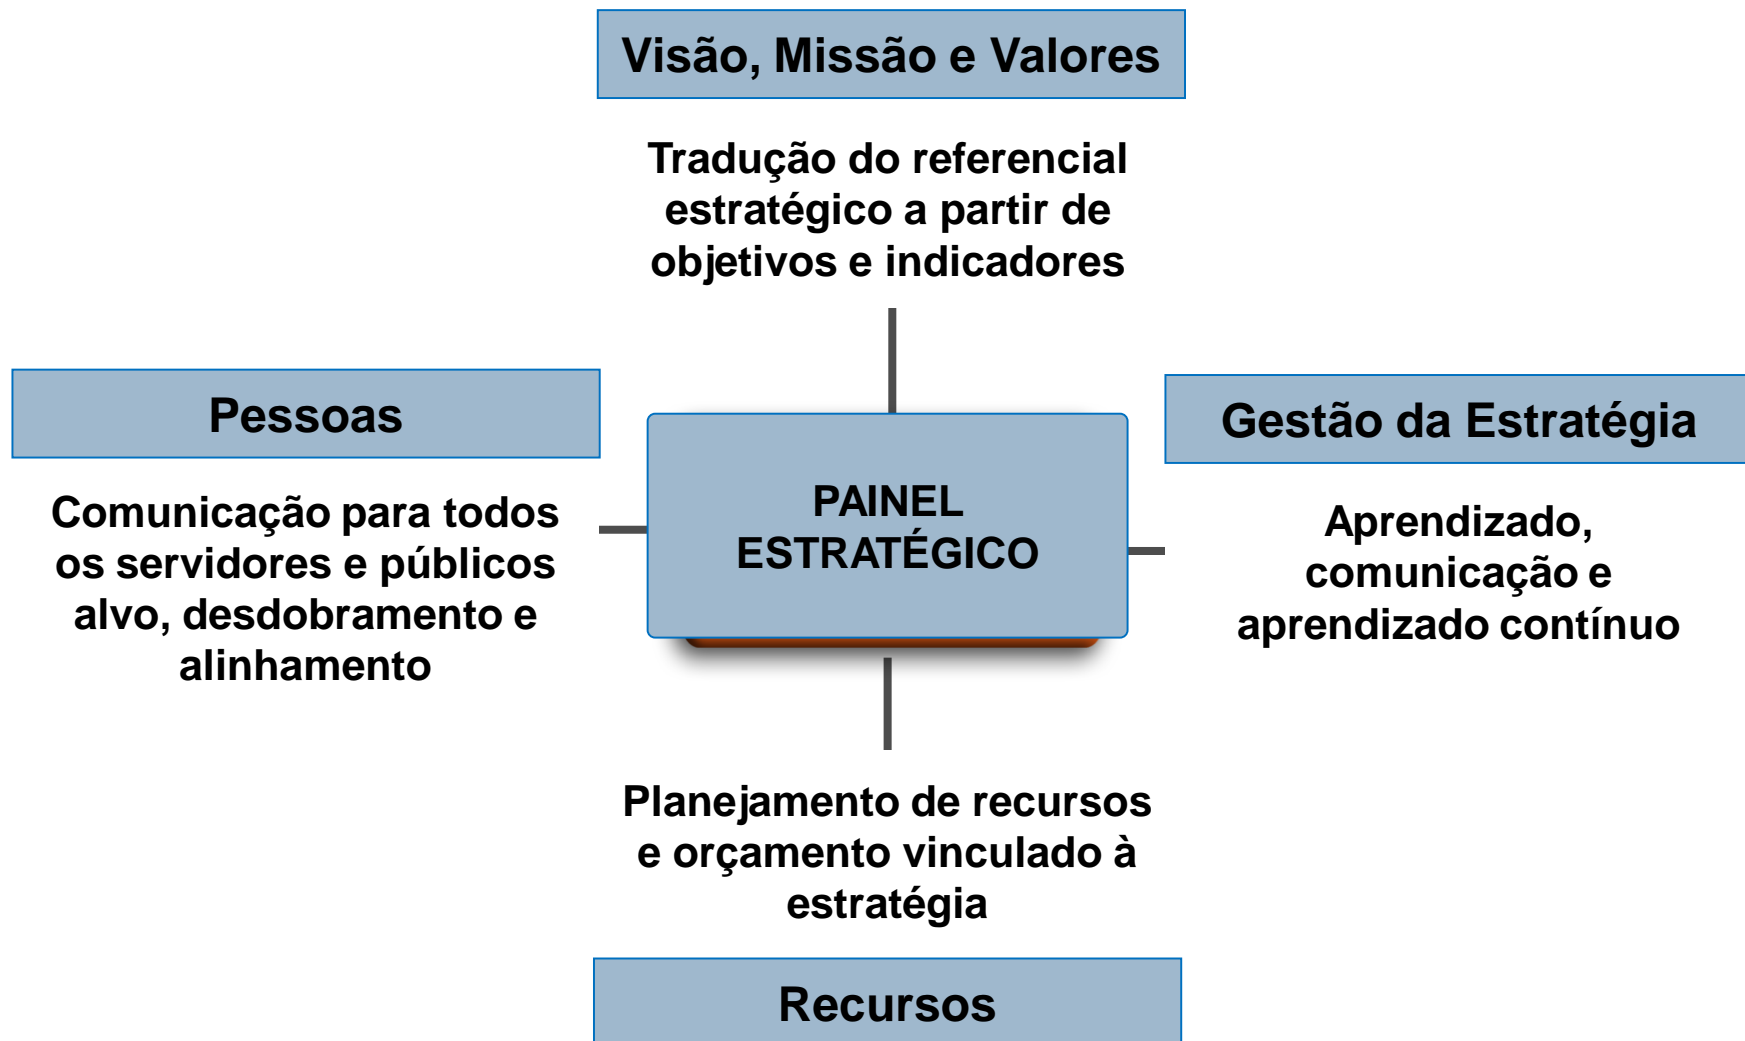 Visão, Missão e Valores
Tradução do referencial
estratégico a partir de
objetivos e indicadores
Pessoas
Comunicação para todos
os servidores e públicos
alvo, desdobramento e
alinhamento
PAINEL
ESTRATÉGICO
Gestão da Estratégia
Aprendizado,
comunicação e
aprendizado contínuo
Planejamento de recursos
e orçamento vinculado à
estratégia
Recursos